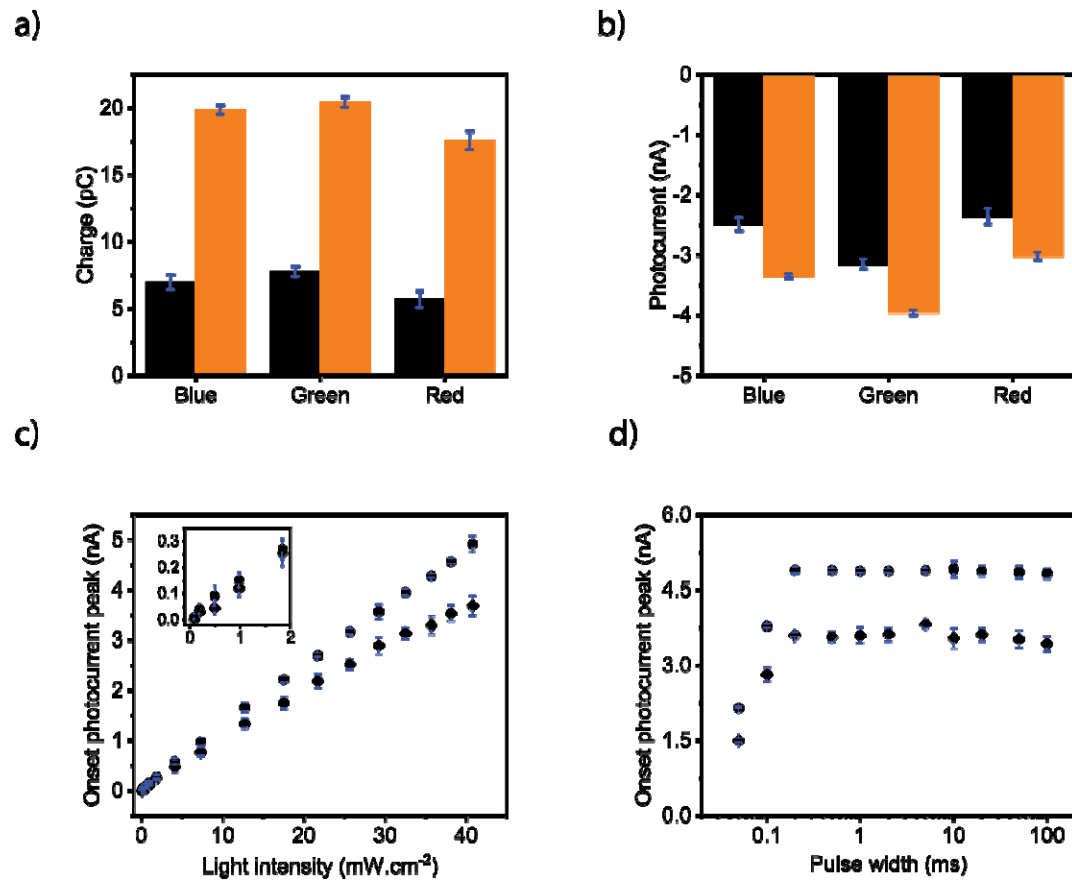 a)
Charge (pC)
20
15
10
5
0
Blue Green Red
b)
Photocurrent (nA)
0
-1
-2
-3
-4
-5
Blue Green Red
c)
Onset photocurrent peak (nA)
5
4
3
2
1
0
0.3
0.2
0.1
0.0
0 1 2
0 10 20 30 40
Light intensity (mW.cm⁻²)
d)
Onset photocurrent peak (nA)
6.0
4.5
3.0
1.5
0.0
0.1 1 10 100
Pulse width (ms)